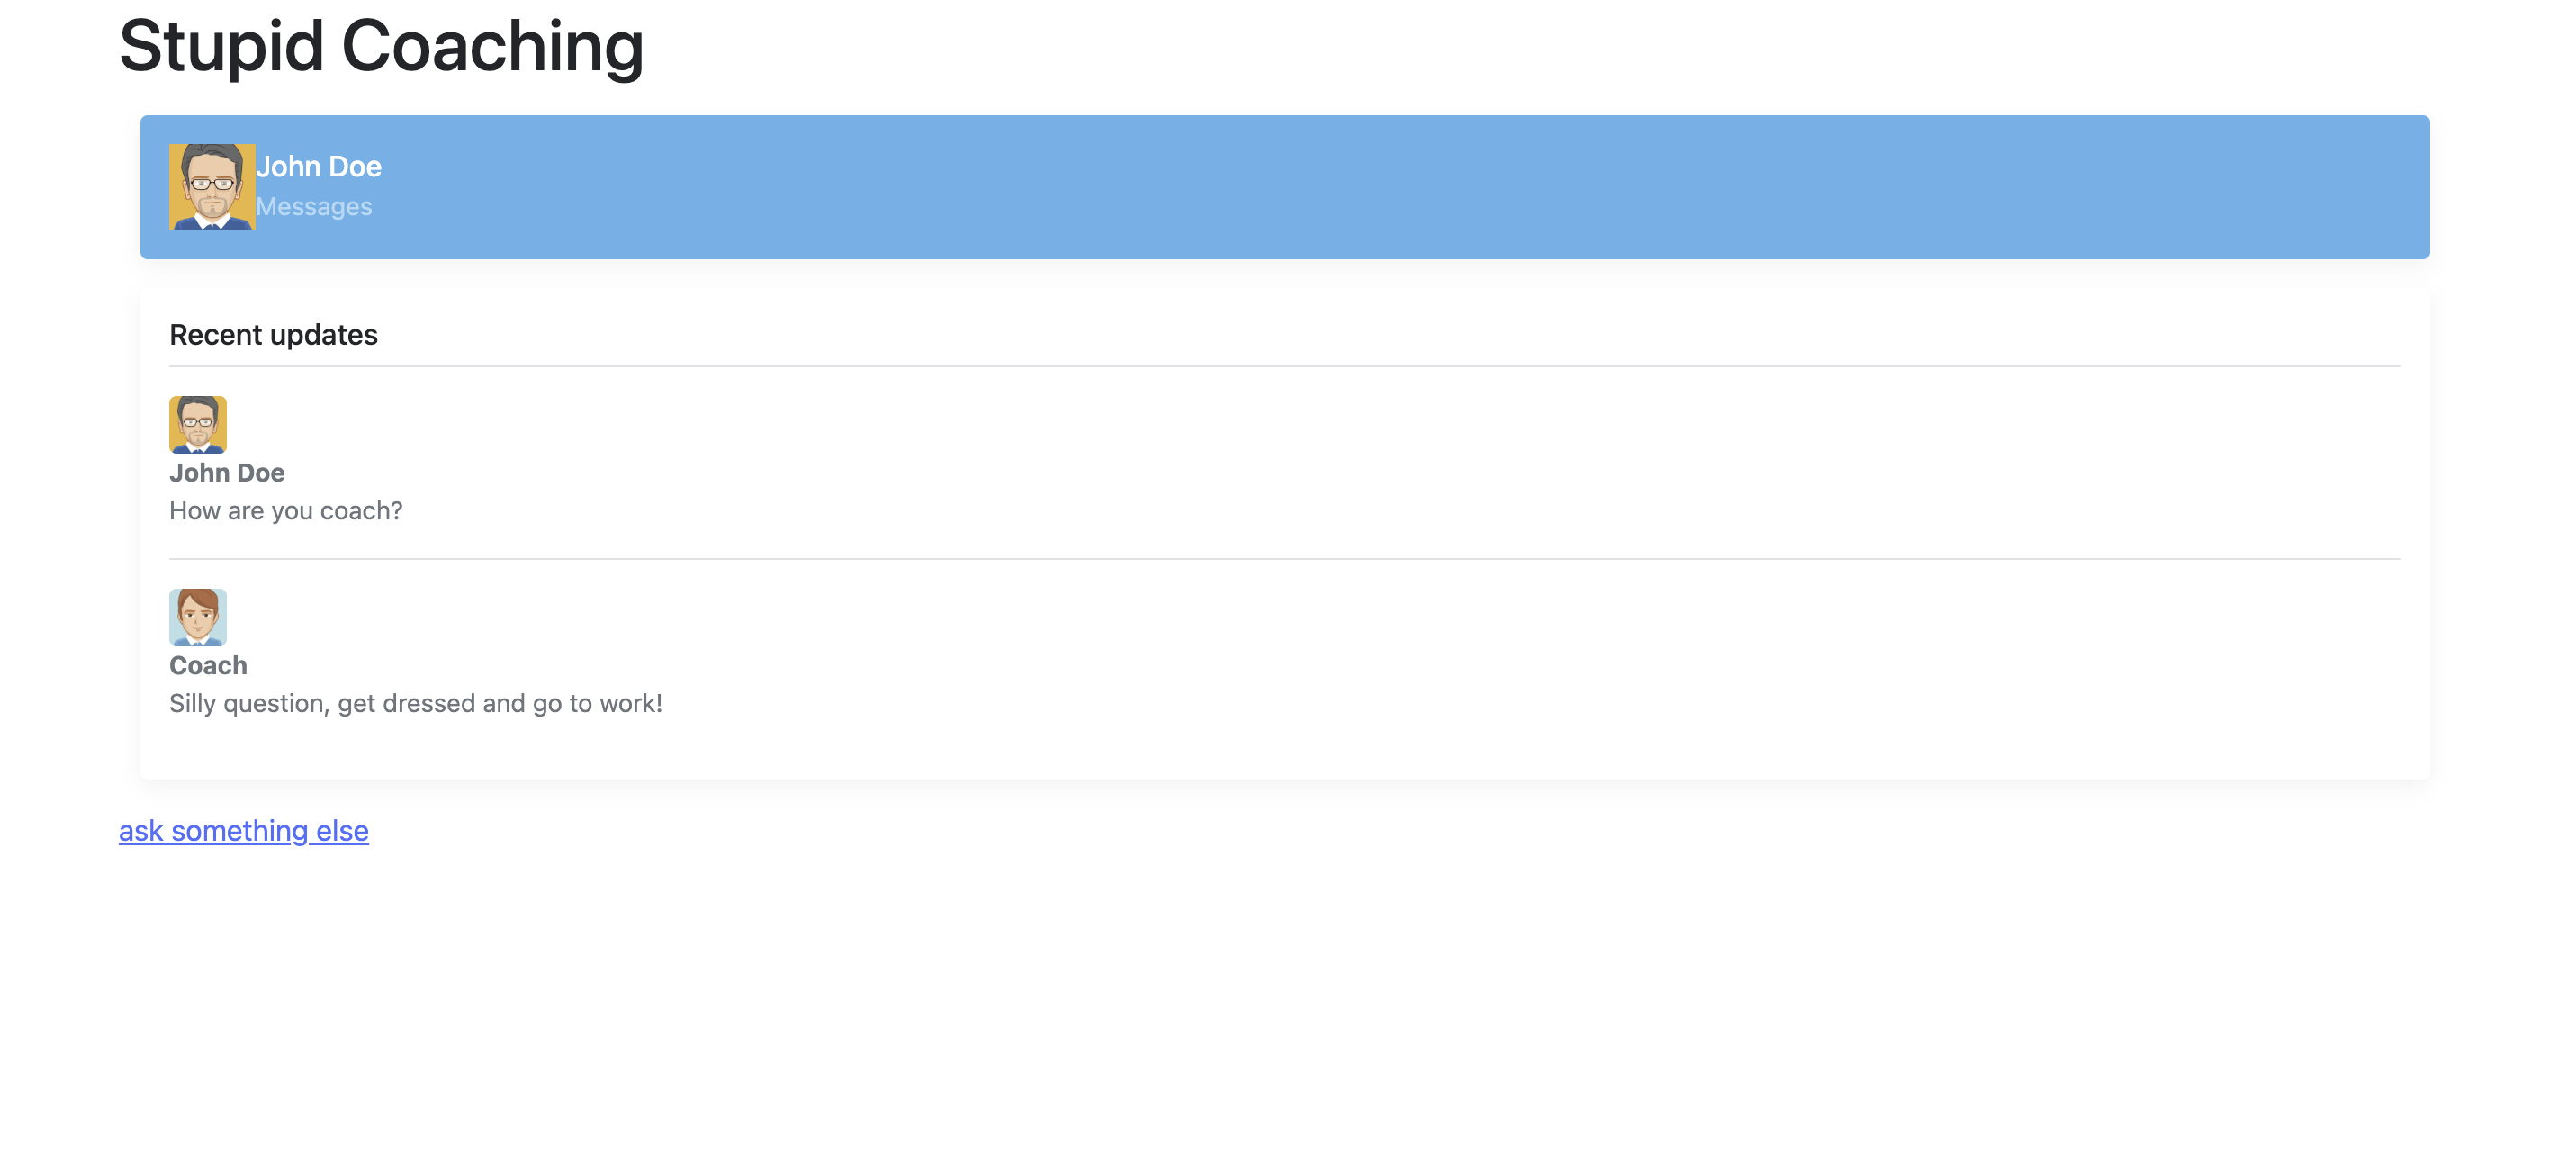 Stupid Coaching
John Doe
Messages
Recent updates
John Doe
How are you coach?
Coach
Silly question, get dressed and go to work!
ask something else